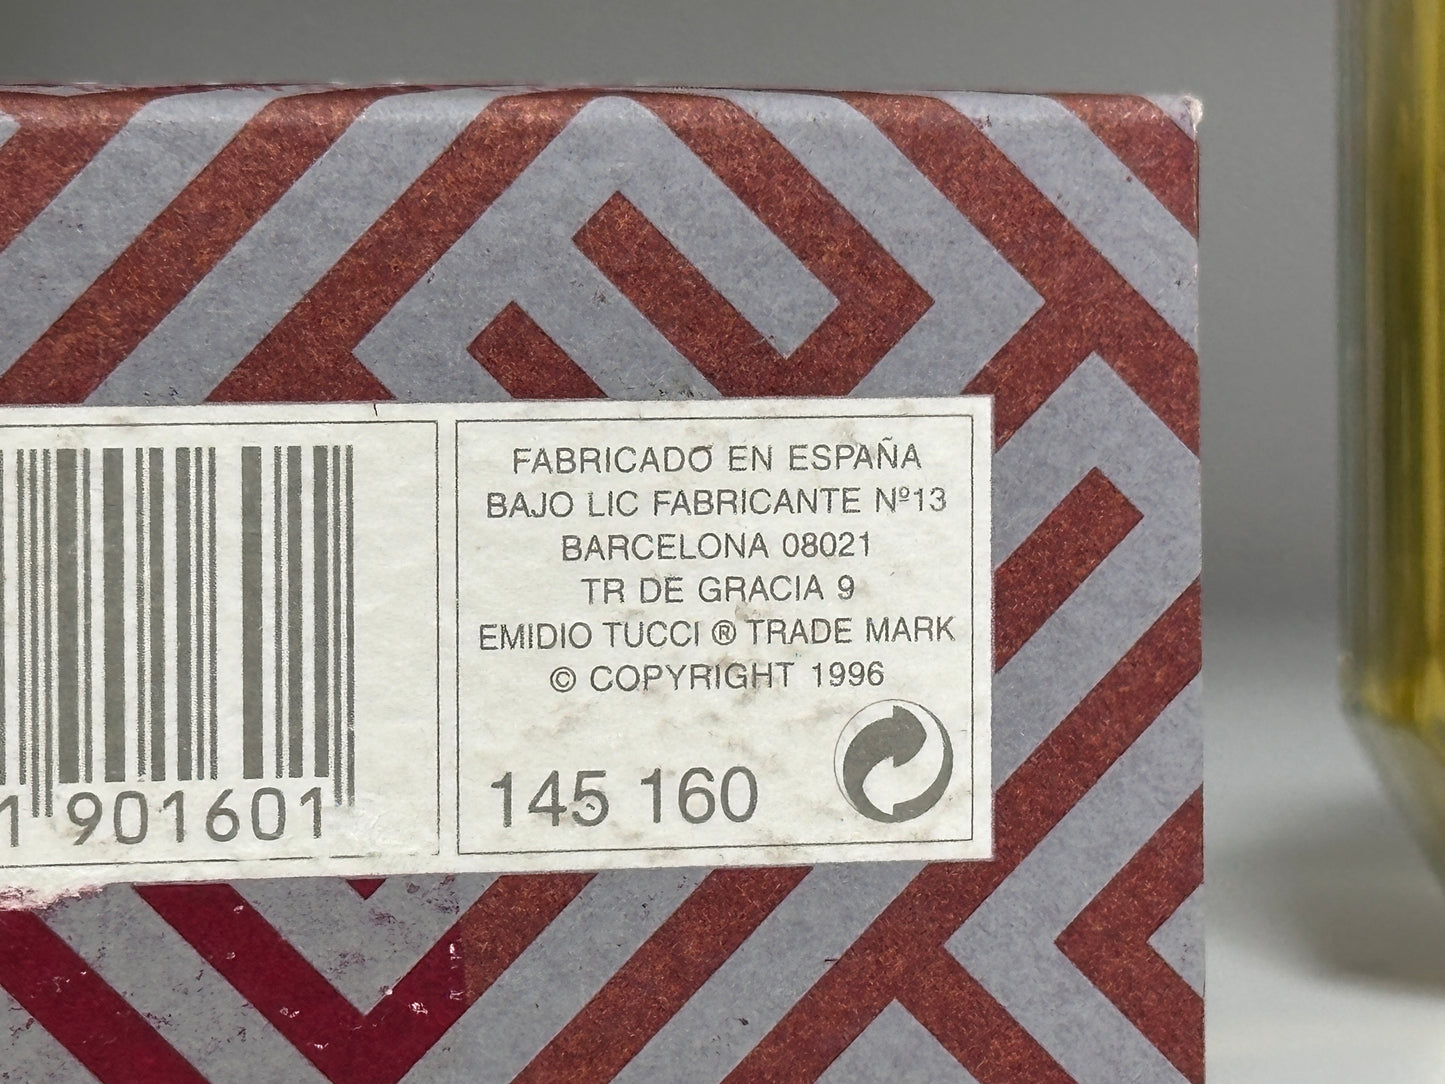 FABRICADO EN ESPAÑA
BAJO LIC FABRICANTE Nº13
BARCELONA 08021
TR DE GRACIA 9
EMIDIO TUCCI ® TRADE MARK
© COPYRIGHT 1996
145 160
1 901601